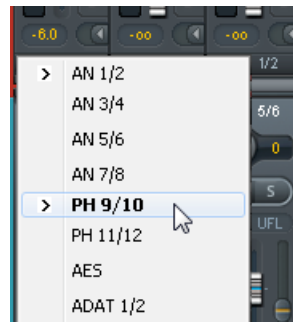 -6.0 -oo -oo
> AN 1/2 1/2
AN 3/4
5/6
AN 5/6
0
AN 7/8
S
> PH 9/10
UFL
PH 11/12
AES
ADAT 1/2